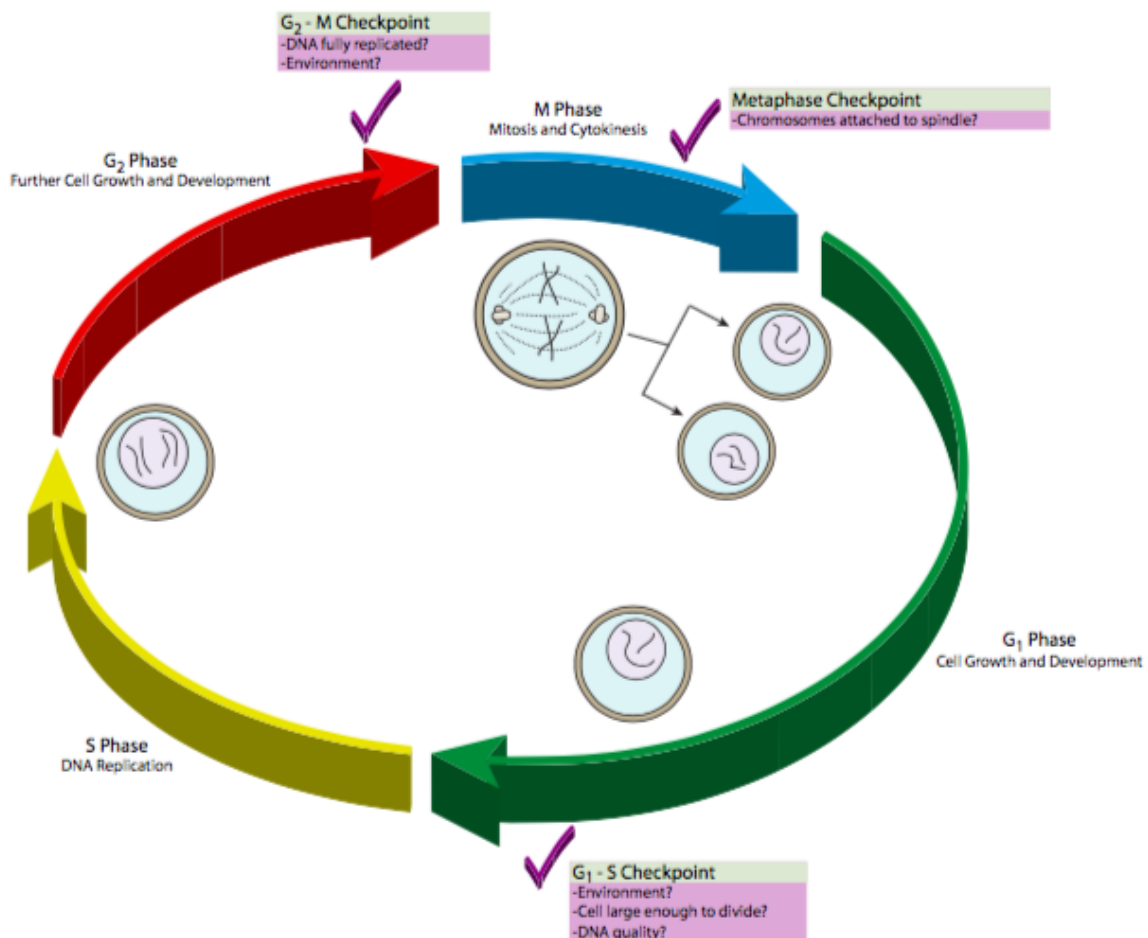 G₂ - M Checkpoint
-DNA fully replicated?
-Environment?
M Phase
Mitosis and Cytokinesis
Metaphase Checkpoint
-Chromosomes attached to spindle?
G₂ Phase
Further Cell Growth and Development
G₁ Phase
Cell Growth and Development
S Phase
DNA Replication
G₁ - S Checkpoint
-Environment?
-Cell large enough to divide?
-DNA quality?